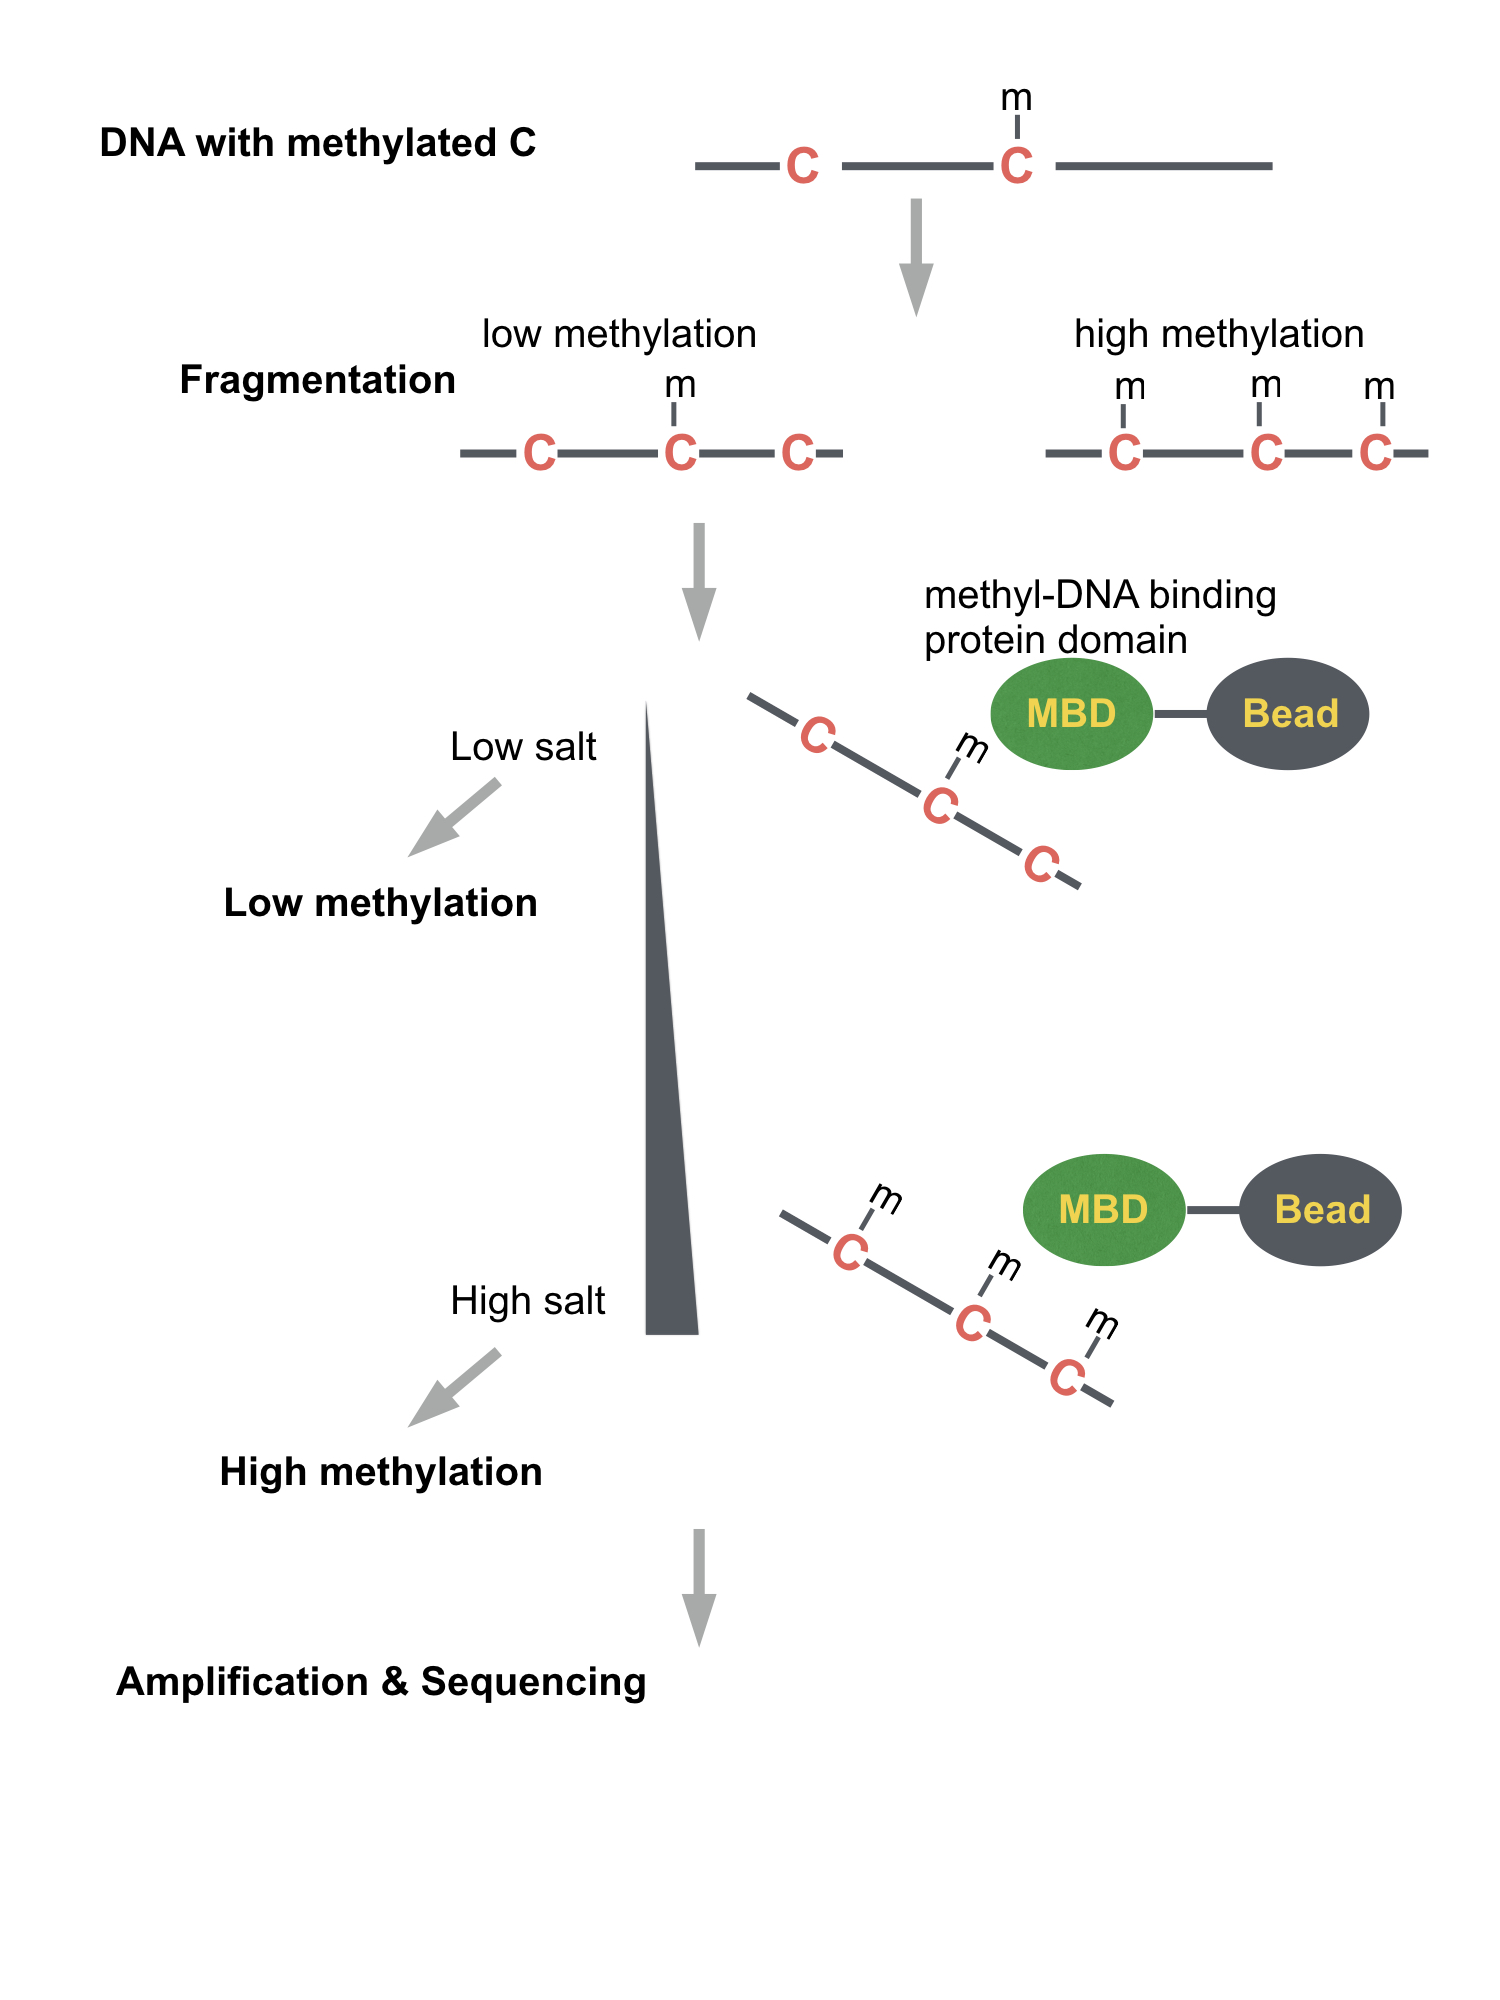 m
DNA with methylated C
C C
low methylation
high methylation
Fragmentation
m
m m m
C C C
C C C
methyl-DNA binding
protein domain
MBD Bead
Low salt
C
m
C
C
Low methylation
m
MBD Bead
C
m
High salt
C
m
C
High methylation
Amplification & Sequencing